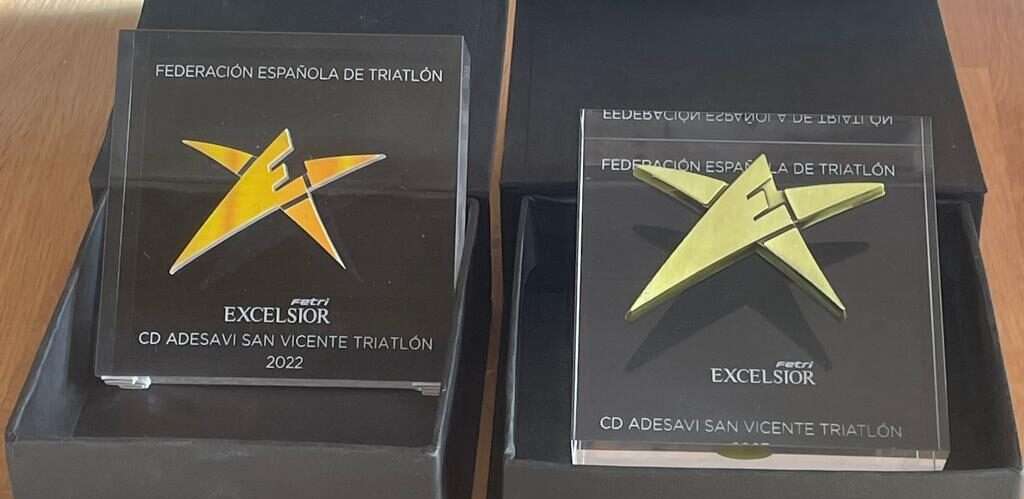 FEDERACIÓN ESPAÑOLA DE TRIATLÓN
E
Fetri
EXCELSIOR
CD ADESAVI SAN VICENTE TRIATLÓN
2022
FEDERACIÓN ESPAÑOLA DE TRIATLÓN
FEDERACIÓN ESPAÑOLA DE TRIATLÓN
E
Fetri
EXCELSIOR
CD ADESAVI SAN VICENTE TRIATLÓN